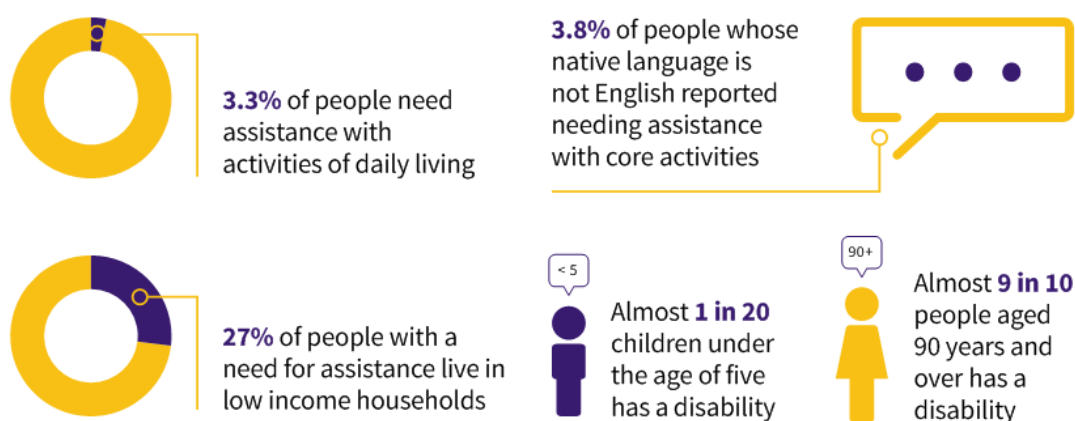 3.3% of people need
assistance with
activities of daily living
3.8% of people whose
native language is
not English reported
needing assistance
with core activities
27% of people with a
need for assistance live in
low income households
< 5
Almost 1 in 20
children under
the age of five
has a disability
90+
Almost 9 in 10
people aged
90 years and
over has a
disability